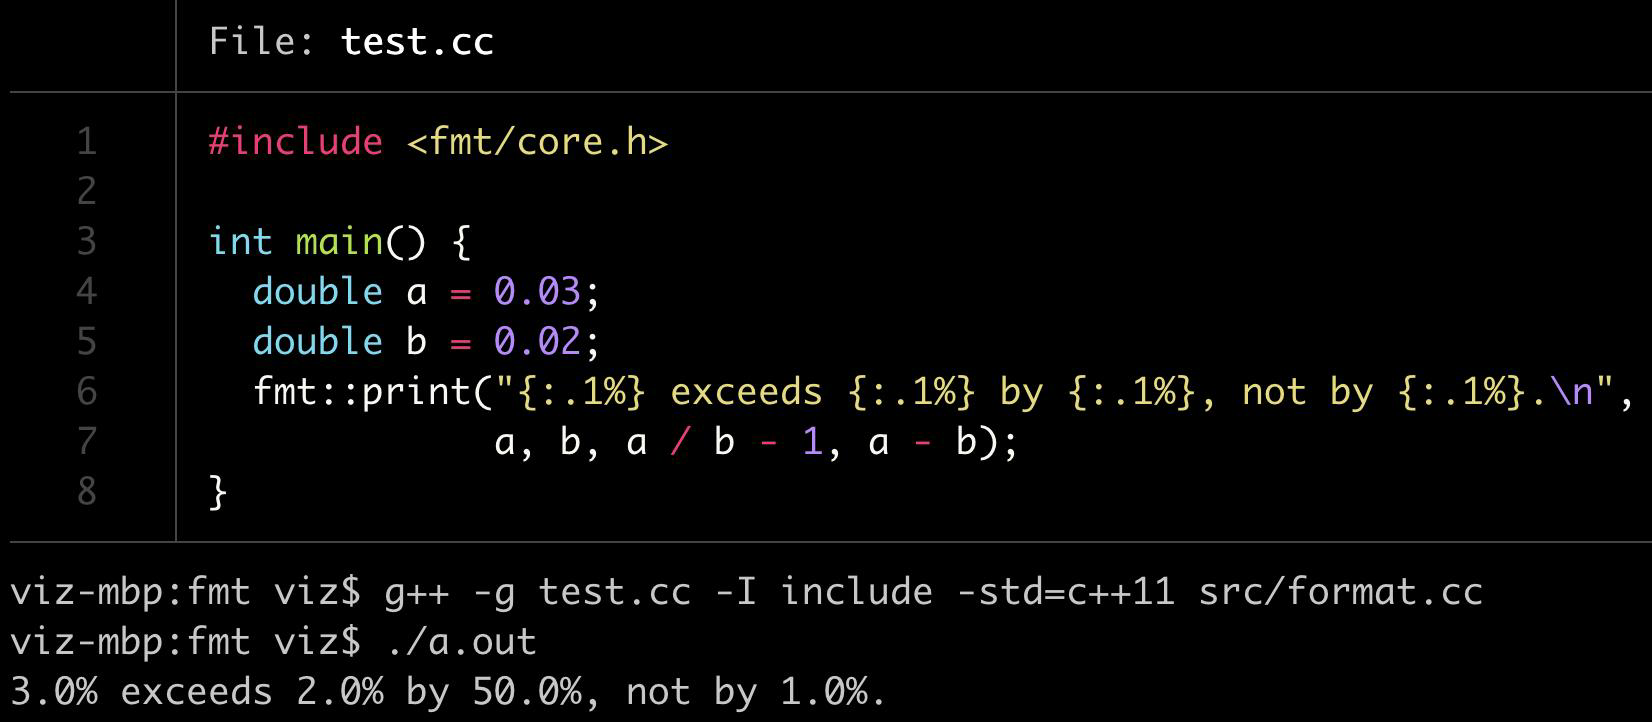 File: test.cc
1 #include <fmt/core.h>
2
3 int main() {
4   double a = 0.03;
5   double b = 0.02;
6   fmt::print("{:.1%} exceeds {:.1%} by {:.1%}, not by {:.1%}.\n",
7              a, b, a / b - 1, a - b);
8 }
viz-mbp:fmt viz$ g++ -g test.cc -I include -std=c++11 src/format.cc
viz-mbp:fmt viz$ ./a.out
3.0% exceeds 2.0% by 50.0%, not by 1.0%.